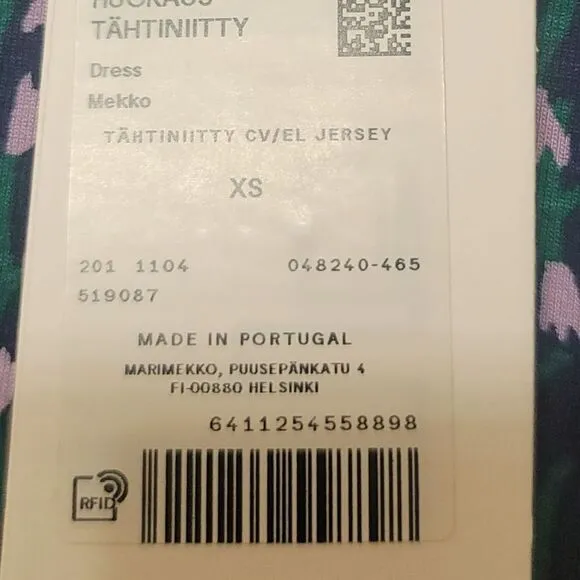 HUOKAUS
TÄHTINIITTY
Dress
Mekko
TÄHTINIITTY CV/EL JERSEY
XS
201 1104 048240-465
519087
MADE IN PORTUGAL
MARIMEKKO, PUUSEPÄNKATU 4
FI-00880 HELSINKI
6411254558898
RFID